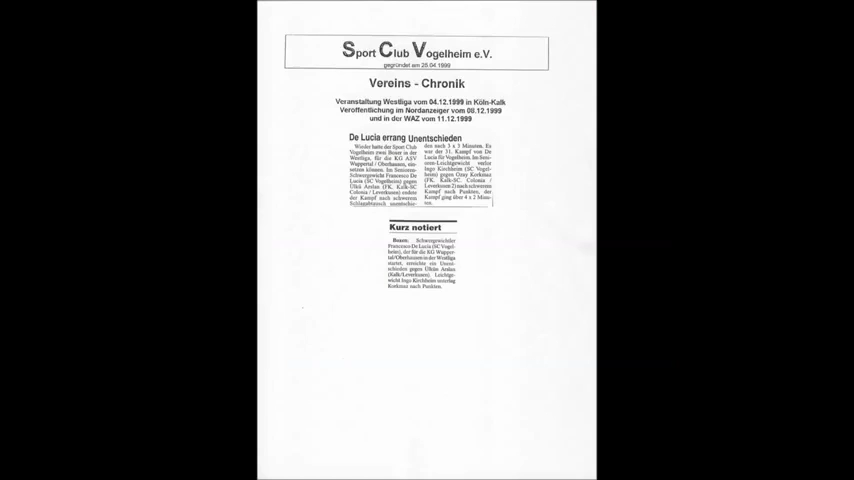 Sport Club Vogelheim e.V.
gegründet am 25.04.1999
Vereins - Chronik
Veranstaltung Westliga vom 04.12.1999 in Köln-Kalk
Veröffentlichung im Nordanzeiger vom 08.12.1999
und in der WAZ vom 11.12.1999
De Lucia errang Unentschieden
Wieder hatte der Sport Club
Vogelheim zwei Boxer in der
Westliga, für die KG ASV
Wuppertal / Oberhausen, ein-
setzen können. Im Senioren-
Schwergewicht Francesco De
Lucia (SC Vogelheim) gegen
Ülkü Arslan (FK, Kalk-SC
Colonia / Leverkusen) endete
der Kampf nach schwerem
Schlagabtausch unentschie-
den nach 3 x 3 Minuten. Es
war der 31. Kampf von De
Lucia für Vogelheim. Im Seni-
oren-Leichtgewicht verlor
Ingo Kirchheim (SC Vogel-
heim) gegen Ozay Korkmaz
(FK, Kalk-SC. Colonia /
Leverkusen 2) nach schwerem
Kampf nach Punkten, der
Kampf ging über 4 x 2 Minu-
ten.
Kurz notiert
Boxen: Schwergewichtler
Francesco De Lucia (SC Vogel-
heim), der für die KG Wupper-
tal/Oberhausen in der Westliga
startet, erreichte ein Unent-
schieden gegen Ülkün Arslan
(Kalk/Leverkusen). Leichtge-
wicht Ingo Kirchheim unterlag
Korkmaz nach Punkten.